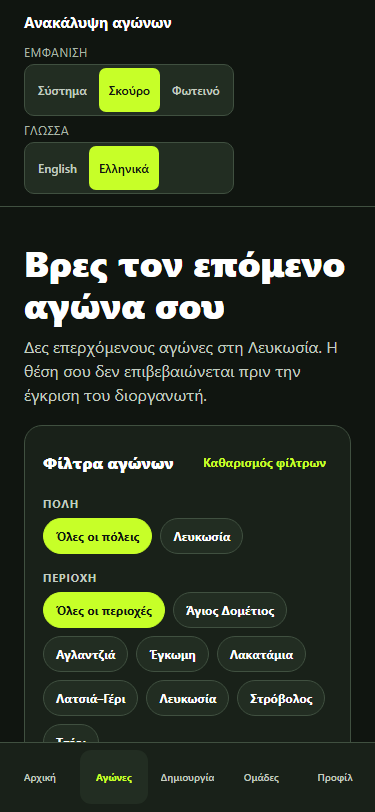 Ανακάλυψη αγώνων
ΕΜΦΑΝΙΣΗ
Σύστημα Σκούρο Φωτεινό
ΓΛΩΣΣΑ
English Ελληνικά
Βρες τον επόμενο
αγώνα σου
Δες επερχόμενους αγώνες στη Λευκωσία. Η
θέση σου δεν επιβεβαιώνεται πριν την
έγκριση του διοργανωτή.
Φίλτρα αγώνων Καθαρισμός φίλτρων
ΠΟΛΗ
Όλες οι πόλεις Λευκωσία
ΠΕΡΙΟΧΗ
Όλες οι περιοχές Άγιος Δομέτιος
Αγλαντζιά Έγκωμη Λακατάμια
Λατσιά–Γέρι Λευκωσία Στρόβολος
Αρχική Αγώνες Δημιουργία Ομάδες Προφίλ